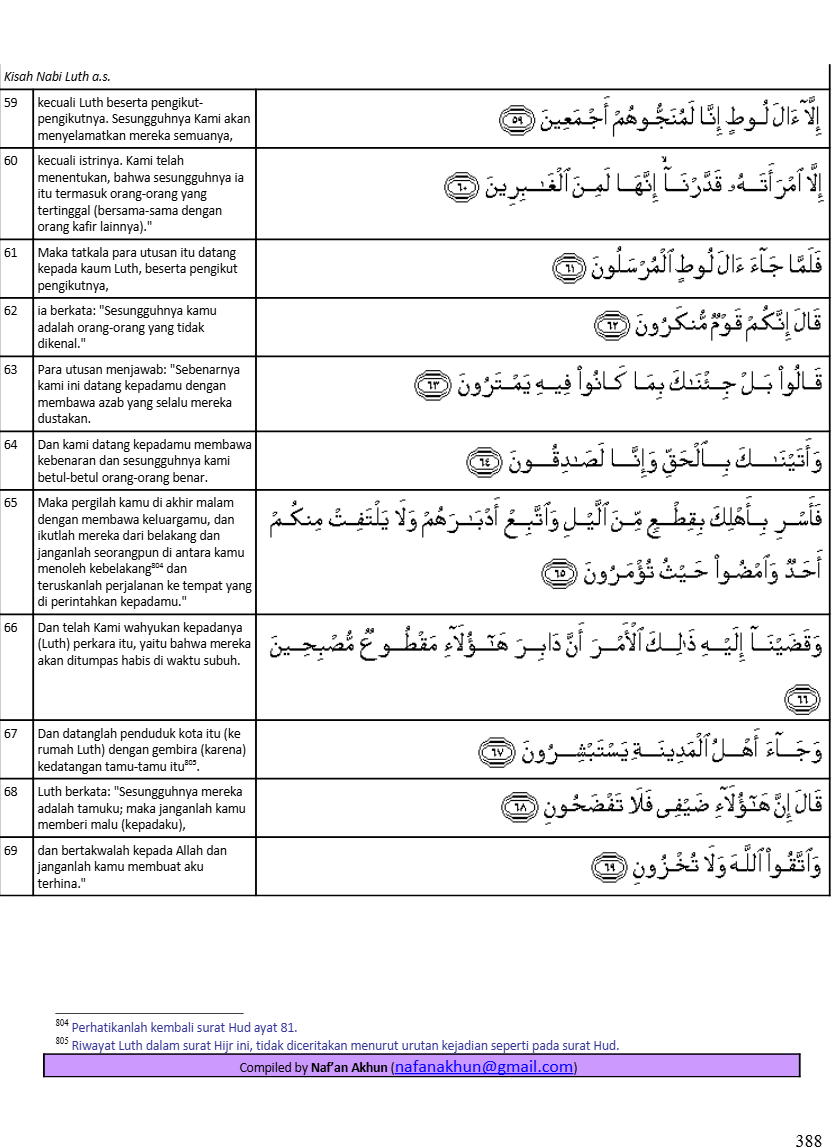 Kisah Nabi Luth a.s.
59
kecuali Luth beserta pengikut-
pengikutnya. Sesungguhnya Kami akan
menyelamatkan mereka semuanya,
إِلَّآ ءَالَ لُوطٍ إِنَّا لَمُنَجُّوهُمْ أَجْمَعِينَ ۝٥٩
60
kecuali istrinya. Kami telah
menentukan, bahwa sesungguhnya ia
itu termasuk orang-orang yang
tertinggal (bersama-sama dengan
orang kafir lainnya)."
إِلَّا ٱمْرَأَتَهُۥ قَدَّرْنَآ ۙ إِنَّهَا لَمِنَ ٱلْغَـٰبِرِينَ ۝٦٠
61
Maka tatkala para utusan itu datang
kepada kaum Luth, beserta pengikut
pengikutnya,
فَلَمَّا جَآءَ ءَالَ لُوطٍ ٱلْمُرْسَلُونَ ۝٦١
62
ia berkata: "Sesungguhnya kamu
adalah orang-orang yang tidak
dikenal."
قَالَ إِنَّكُمْ قَوْمٌ مُّنكَرُونَ ۝٦٢
63
Para utusan menjawab: "Sebenarnya
kami ini datang kepadamu dengan
membawa azab yang selalu mereka
dustakan.
قَالُوا۟ بَلْ جِئْنَـٰكَ بِمَا كَانُوا۟ فِيهِ يَمْتَرُونَ ۝٦٣
64
Dan kami datang kepadamu membawa
kebenaran dan sesungguhnya kami
betul-betul orang-orang benar.
وَأَتَيْنَـٰكَ بِٱلْحَقِّ وَإِنَّا لَصَـٰدِقُونَ ۝٦٤
65
Maka pergilah kamu di akhir malam
dengan membawa keluargamu, dan
ikutlah mereka dari belakang dan
janganlah seorangpun di antara kamu
menoleh kebelakang⁸⁰⁴ dan
teruskanlah perjalanan ke tempat yang
di perintahkan kepadamu."
فَأَسْرِ بِأَهْلِكَ بِقِطْعٍ مِّنَ ٱلَّيْلِ وَٱتَّبِعْ أَدْبَـٰرَهُمْ وَلَا يَلْتَفِتْ مِنكُمْ
أَحَدٌ وَٱمْضُوا۟ حَيْثُ تُؤْمَرُونَ ۝٦٥
66
Dan telah Kami wahyukan kepadanya
(Luth) perkara itu, yaitu bahwa mereka
akan ditumpas habis di waktu subuh.
وَقَضَيْنَآ إِلَيْهِ ذَٰلِكَ ٱلْأَمْرَ أَنَّ دَابِرَ هَـٰٓؤُلَآءِ مَقْطُوعٌ مُّصْبِحِينَ
۝٦٦
67
Dan datanglah penduduk kota itu (ke
rumah Luth) dengan gembira (karena)
kedatangan tamu-tamu itu⁸⁰⁵.
وَجَآءَ أَهْلُ ٱلْمَدِينَةِ يَسْتَبْشِرُونَ ۝٦٧
68
Luth berkata: "Sesungguhnya mereka
adalah tamuku; maka janganlah kamu
memberi malu (kepadaku),
قَالَ إِنَّ هَـٰٓؤُلَآءِ ضَيْفِى فَلَا تَفْضَحُونِ ۝٦٨
69
dan bertakwalah kepada Allah dan
janganlah kamu membuat aku
terhina."
وَٱتَّقُوا۟ ٱللَّهَ وَلَا تُخْزُونِ ۝٦٩
⁸⁰⁴ Perhatikanlah kembali surat Hud ayat 81.
⁸⁰⁵ Riwayat Luth dalam surat Hijr ini, tidak diceritakan menurut urutan kejadian seperti pada surat Hud.
Compiled by Naf’an Akhun (nafanakhun@gmail.com)
388